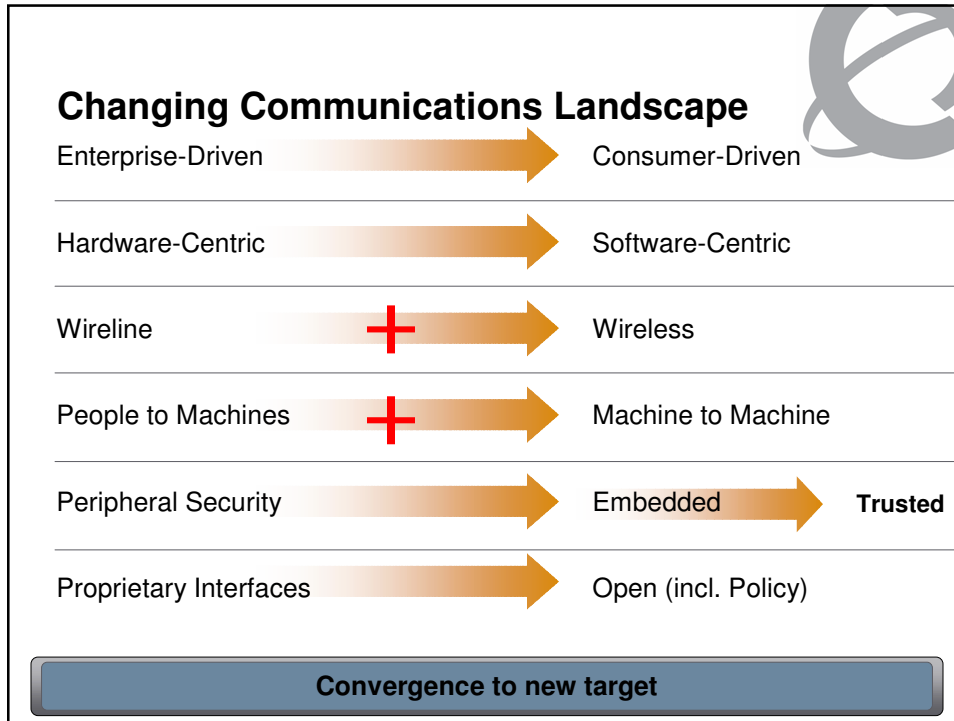 Changing Communications Landscape
Enterprise-Driven Consumer-Driven
Hardware-Centric Software-Centric
Wireline Wireless
People to Machines Machine to Machine
Peripheral Security Embedded Trusted
Proprietary Interfaces Open (incl. Policy)
Convergence to new target